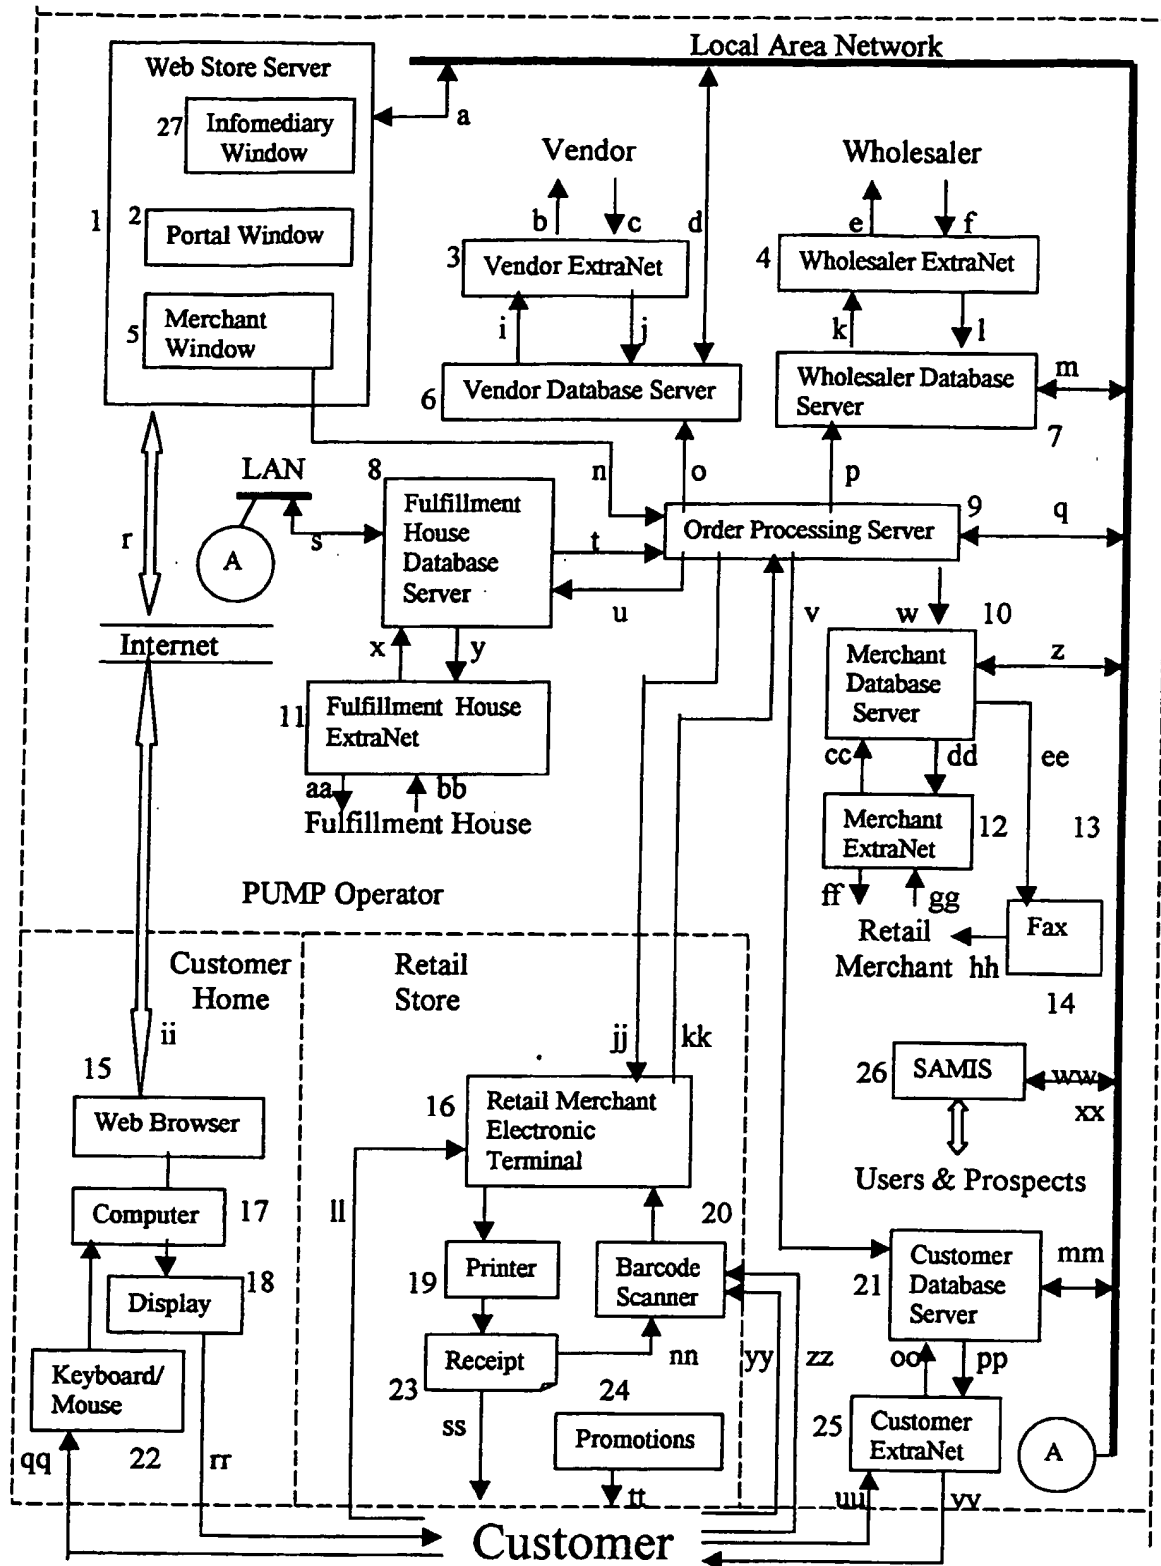 Local Area Network
Web Store Server
27
Infomediary
Window
a
Vendor
Wholesaler
1
2
Portal Window
b
c
d
e
f
3
Vendor ExtraNet
4
Wholesaler ExtraNet
5
Merchant
Window
i
j
k
l
6
Vendor Database Server
Wholesaler Database
Server
m
7
LAN
8
n
o
p
Fulfillment
House
Database
Server
9
Order Processing Server
q
r
A
s
t
u
v
w
10
Internet
x
y
Merchant
Database
Server
z
11
Fulfillment House
ExtraNet
cc
dd
ee
aa
bb
Fulfillment House
Merchant
ExtraNet
12
13
PUMP Operator
ff
gg
Retail
Merchant
hh
Fax
14
Customer
Home
Retail
Store
ii
jj
kk
15
Web Browser
16
Retail Merchant
Electronic
Terminal
26
SAMIS
ww
xx
Users & Prospects
Computer
17
ll
20
18
Display
19
Printer
Barcode
Scanner
21
Customer
Database
Server
mm
Keyboard/
Mouse
Receipt
nn
yy
zz
oo
pp
23
24
qq
22
rr
ss
Promotions
25
Customer
ExtraNet
A
tt
uu
vv
Customer